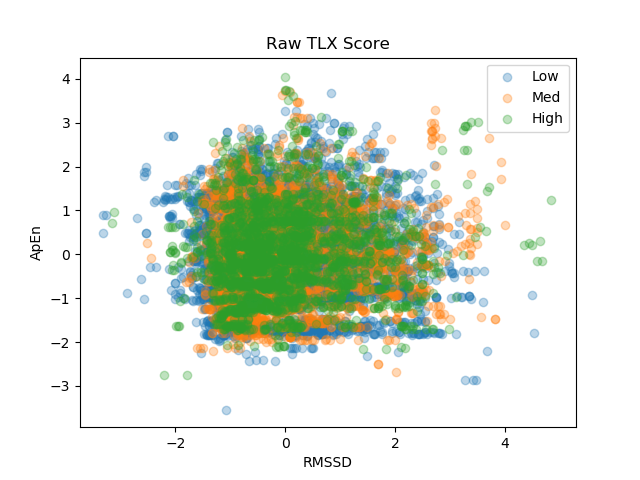 Raw TLX Score
Low
Med
High
4
3
2
1
0
−1
−2
−3
ApEn
−2
0
2
4
RMSSD